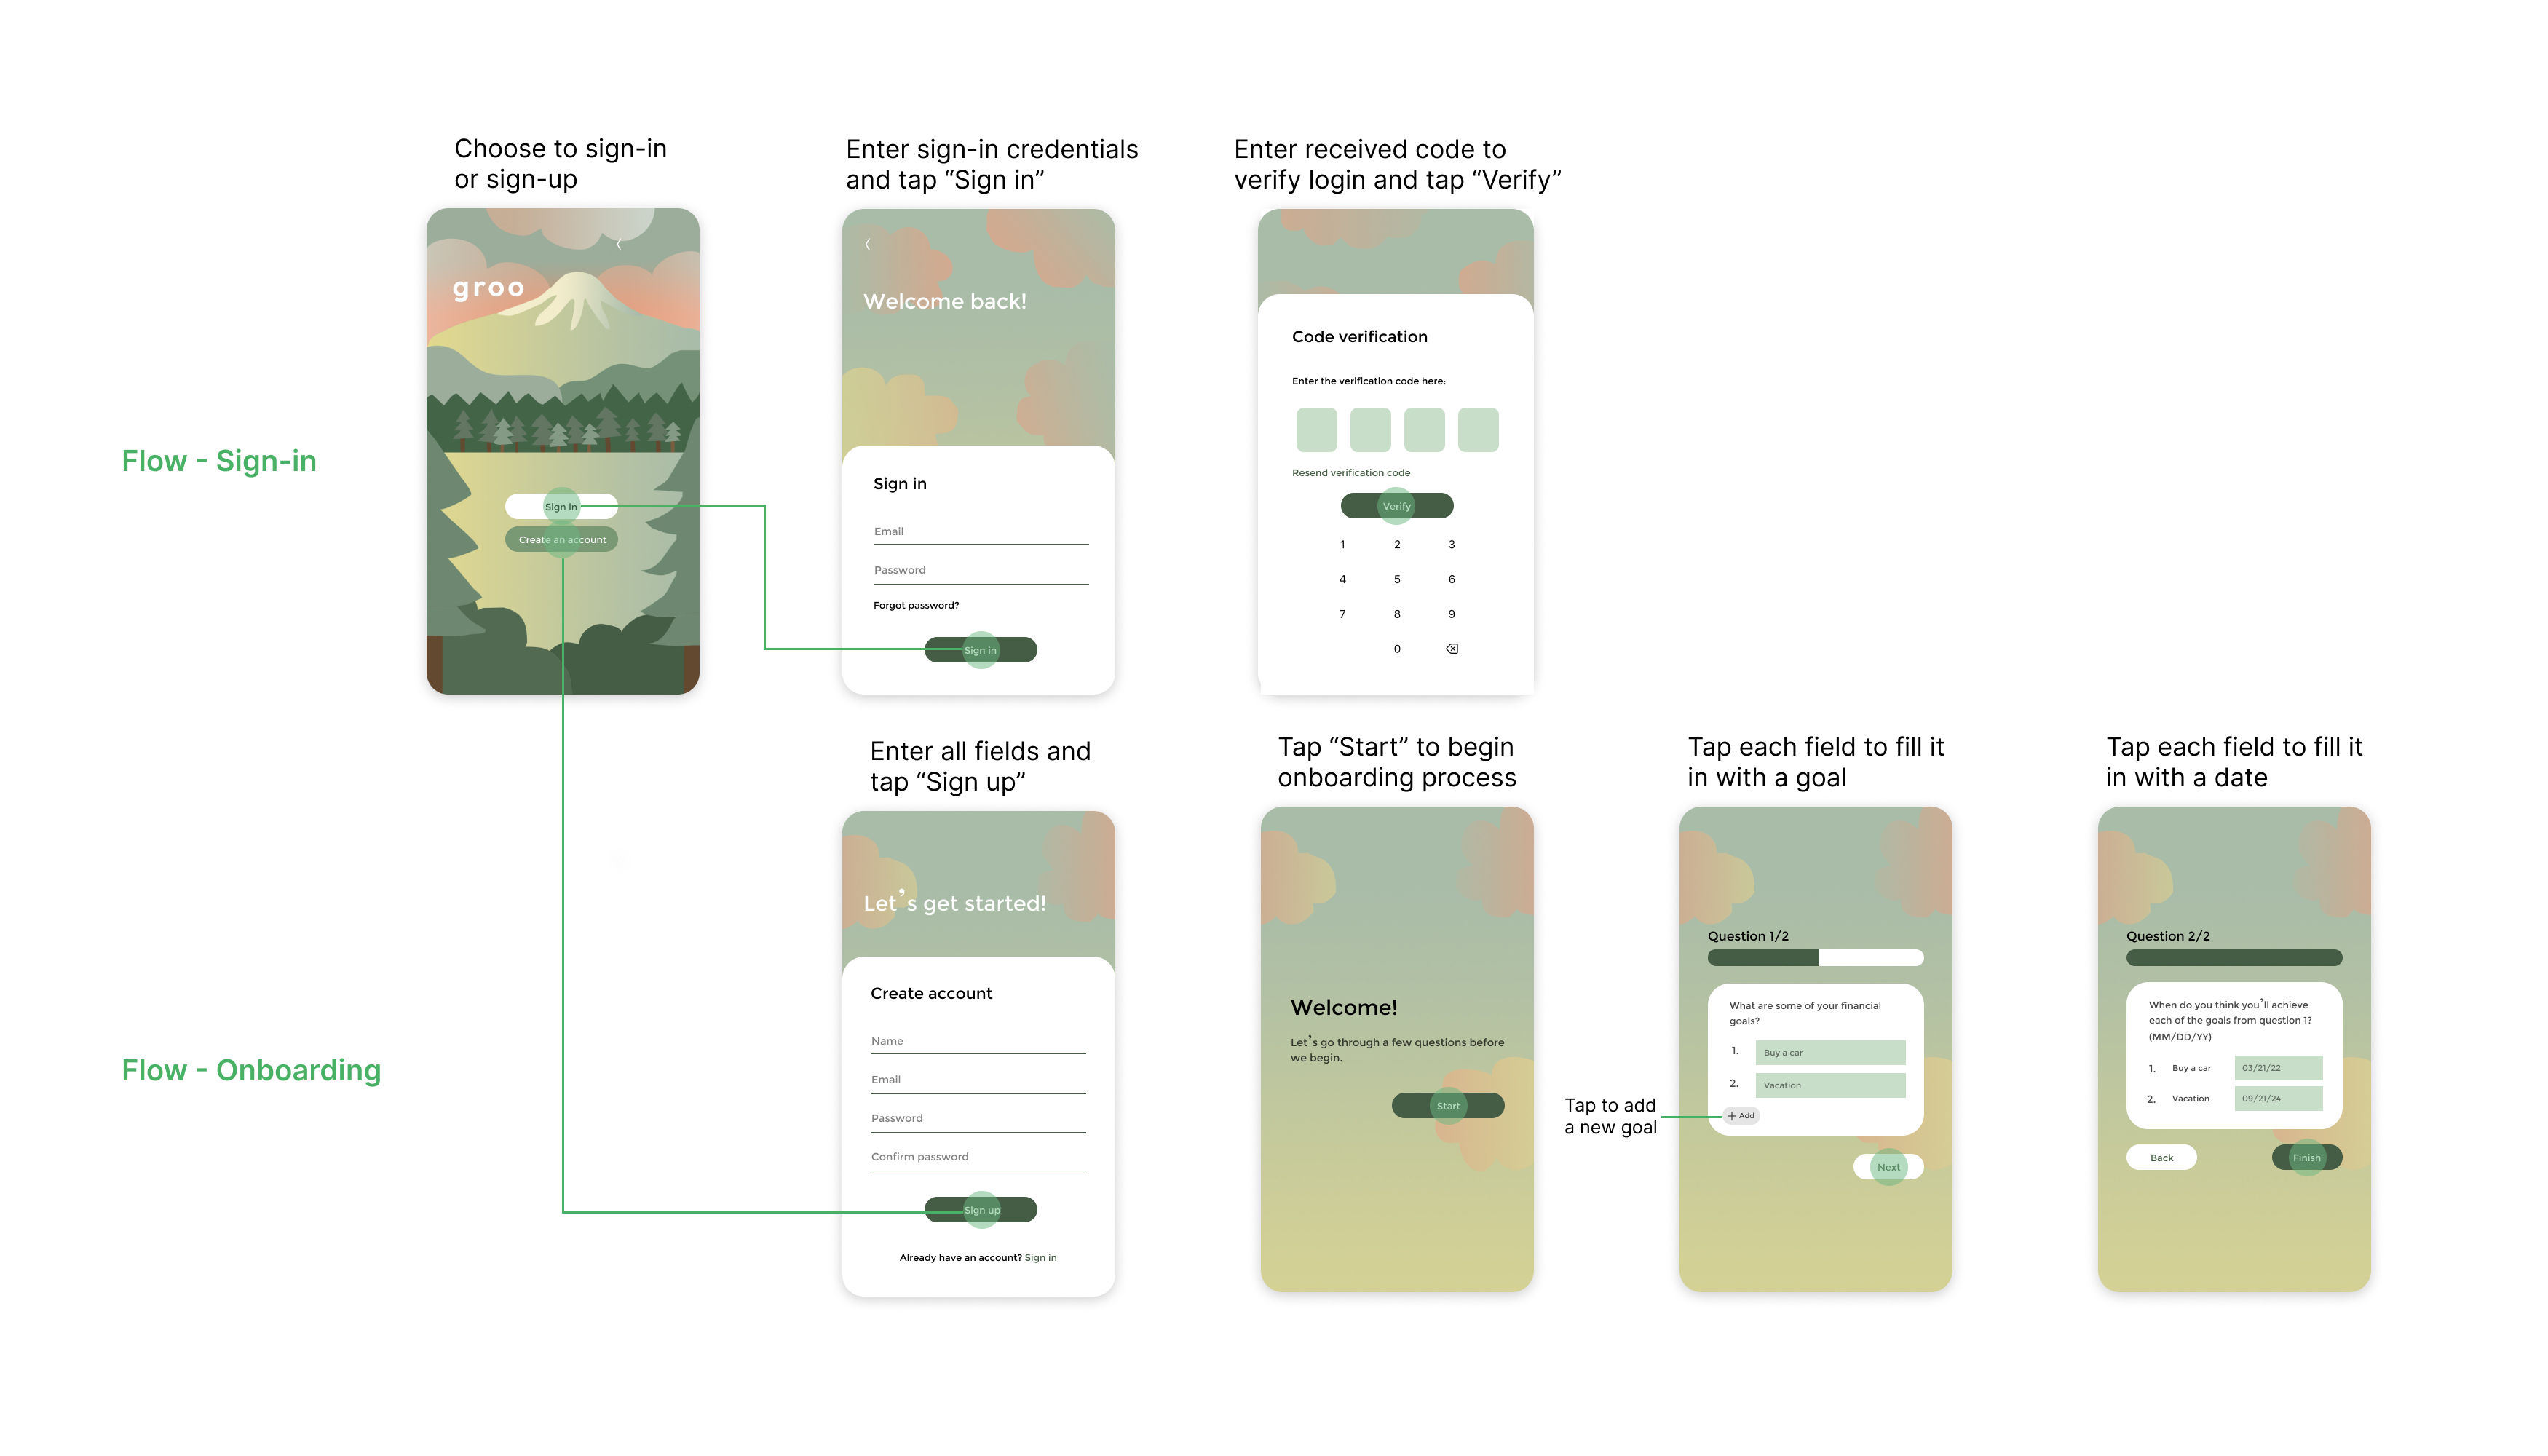 Flow - Sign-in
Choose to sign-in
or sign-up
groo
Sign in
Create an account
Enter sign-in credentials
and tap “Sign in”
Welcome back!
Sign in
Email
Password
Forgot password?
Sign in
Enter received code to
verify login and tap “Verify”
Code verification
Enter the verification code here:
Resend verification code
Verify
1 2 3
4 5 6
7 8 9
0
Flow - Onboarding
Enter all fields and
tap “Sign up”
Let’s get started!
Create account
Name
Email
Password
Confirm password
Sign up
Already have an account? Sign in
Tap “Start” to begin
onboarding process
Welcome!
Let’s go through a few questions before
we begin.
Start
Tap each field to fill it
in with a goal
Question 1/2
What are some of your financial
goals?
1. Buy a car
2. Vacation
+ Add
Tap to add
a new goal
Next
Tap each field to fill it
in with a date
Question 2/2
When do you think you’ll achieve
each of the goals from question 1?
(MM/DD/YY)
1. Buy a car 03/21/22
2. Vacation 09/21/24
Back
Finish